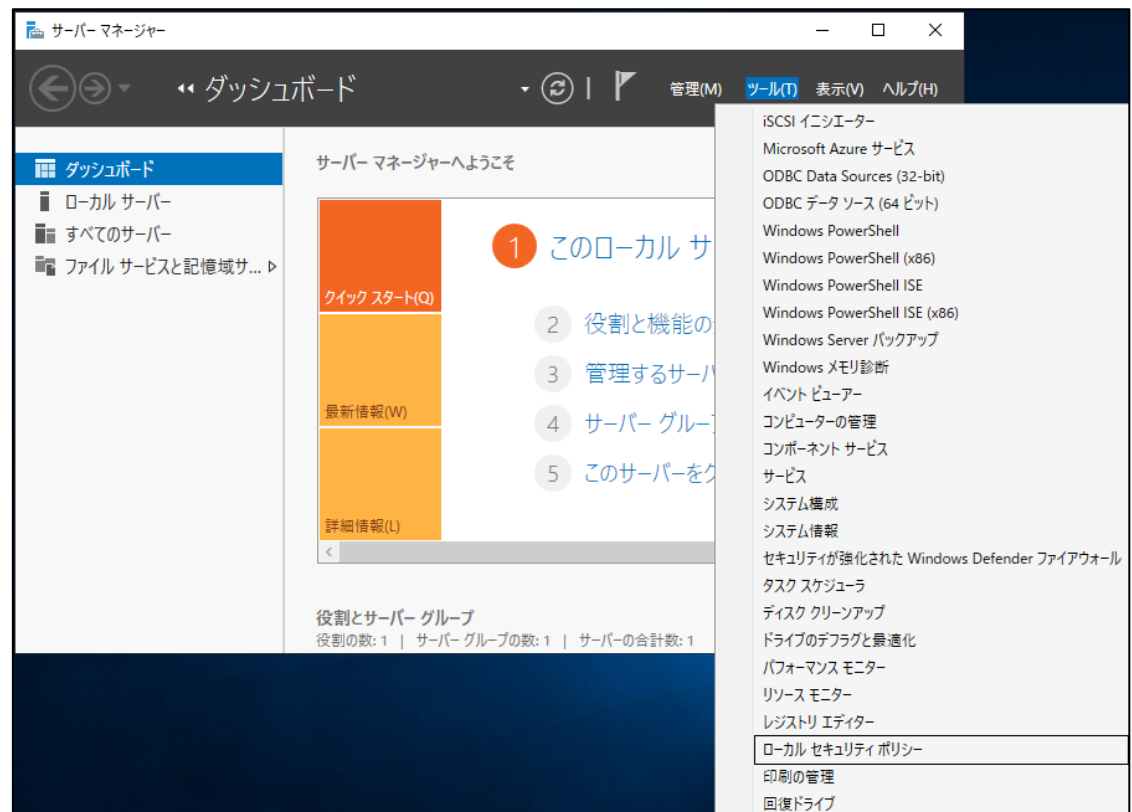 サーバー マネージャー
ダッシュボード
管理(M) ツール(T) 表示(V) ヘルプ(H)
ダッシュボード
ローカル サーバー
すべてのサーバー
ファイル サービスと記憶域サ...
サーバー マネージャーへようこそ
クイック スタート(Q)
最新情報(W)
詳細情報(L)
1 このローカル サ
2 役割と機能の
3 管理するサーバ
4 サーバー グルー
5 このサーバーをク
役割とサーバー グループ
役割の数: 1 | サーバー グループの数: 1 | サーバーの合計数: 1
iSCSI イニシエーター
Microsoft Azure サービス
ODBC Data Sources (32-bit)
ODBC データ ソース (64 ビット)
Windows PowerShell
Windows PowerShell (x86)
Windows PowerShell ISE
Windows PowerShell ISE (x86)
Windows Server バックアップ
Windows メモリ診断
イベント ビューアー
コンピューターの管理
コンポーネント サービス
サービス
システム構成
システム情報
セキュリティが強化された Windows Defender ファイアウォール
タスク スケジューラ
ディスク クリーンアップ
ドライブのデフラグと最適化
パフォーマンス モニター
リソース モニター
レジストリ エディター
ローカル セキュリティ ポリシー
印刷の管理
回復ドライブ